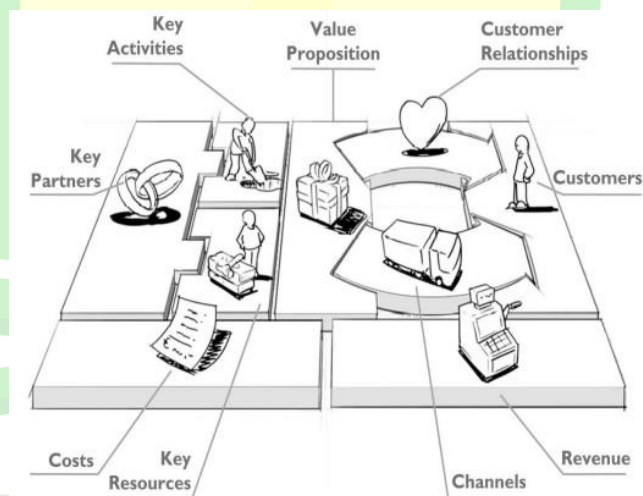 Key
Activities
Value
Proposition
Customer
Relationships
Key
Partners
Customers
Costs
Key
Resources
Channels
Revenue